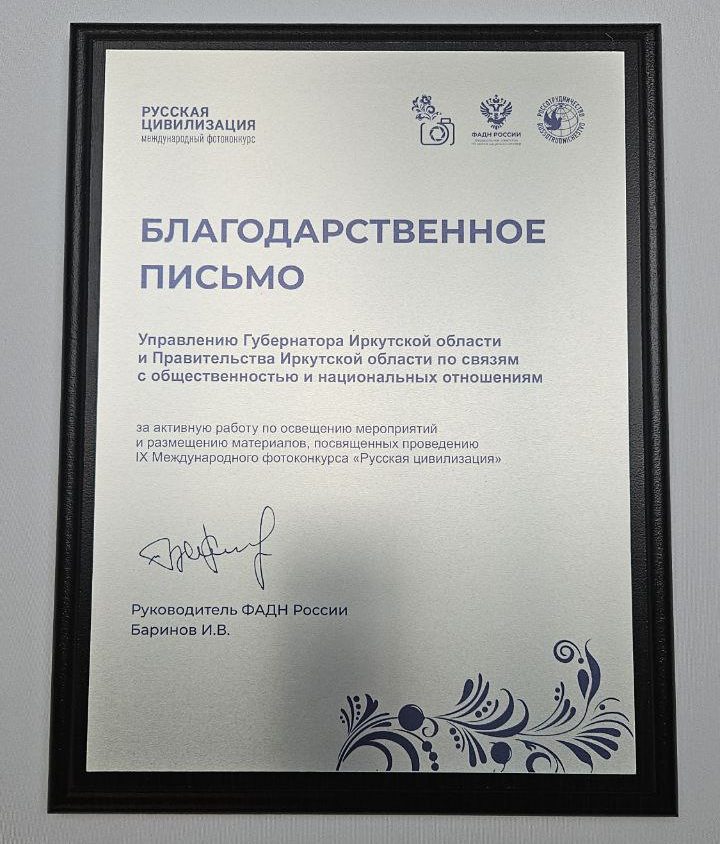 РУССКАЯ
ЦИВИЛИЗАЦИЯ
международный фотоконкурс
ФАДН РОССИИ
РОССОТРУДНИЧЕСТВО
ROSSOTRUDNICHESTVO
БЛАГОДАРСТВЕННОЕ
ПИСЬМО
Управлению Губернатора Иркутской области
и Правительства Иркутской области по связям
с общественностью и национальных отношениям
за активную работу по освещению мероприятий
и размещению материалов, посвященных проведению
IX Международного фотоконкурса «Русская цивилизация»
Руководитель ФАДН России
Баринов И.В.